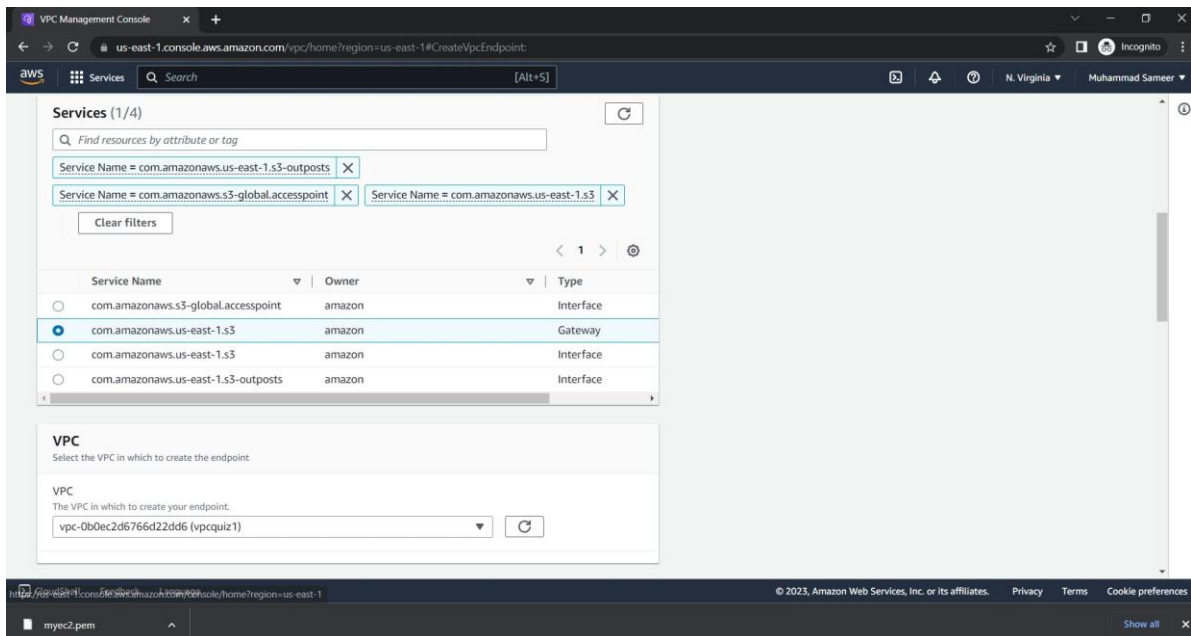 VPC Management Console
us-east-1.console.aws.amazon.com/vpc/home?region=us-east-1#CreateVpcEndpoint:
Incognito
aws Services Search [Alt+S] N. Virginia Muhammad Sameer
Services (1/4)
Find resources by attribute or tag
Service Name = com.amazonaws.us-east-1.s3-outposts
Service Name = com.amazonaws.s3-global.accesspoint Service Name = com.amazonaws.us-east-1.s3
Clear filters
1
Service Name Owner Type
com.amazonaws.s3-global.accesspoint amazon Interface
com.amazonaws.us-east-1.s3 amazon Gateway
com.amazonaws.us-east-1.s3 amazon Interface
com.amazonaws.us-east-1.s3-outposts amazon Interface
VPC
Select the VPC in which to create the endpoint
VPC
The VPC in which to create your endpoint.
vpc-0b0ec2d6766d22dd6 (vpcquiz1)
© 2023, Amazon Web Services, Inc. or its affiliates. Privacy Terms Cookie preferences
myec2.pem Show all